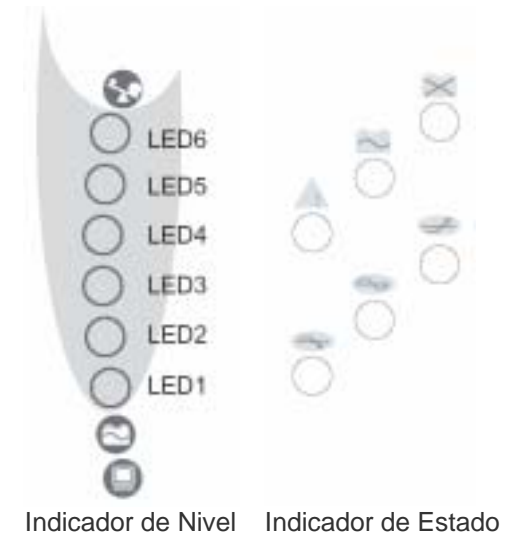 LED6
LED5
LED4
LED3
LED2
LED1
Indicador de Nivel
Indicador de Estado